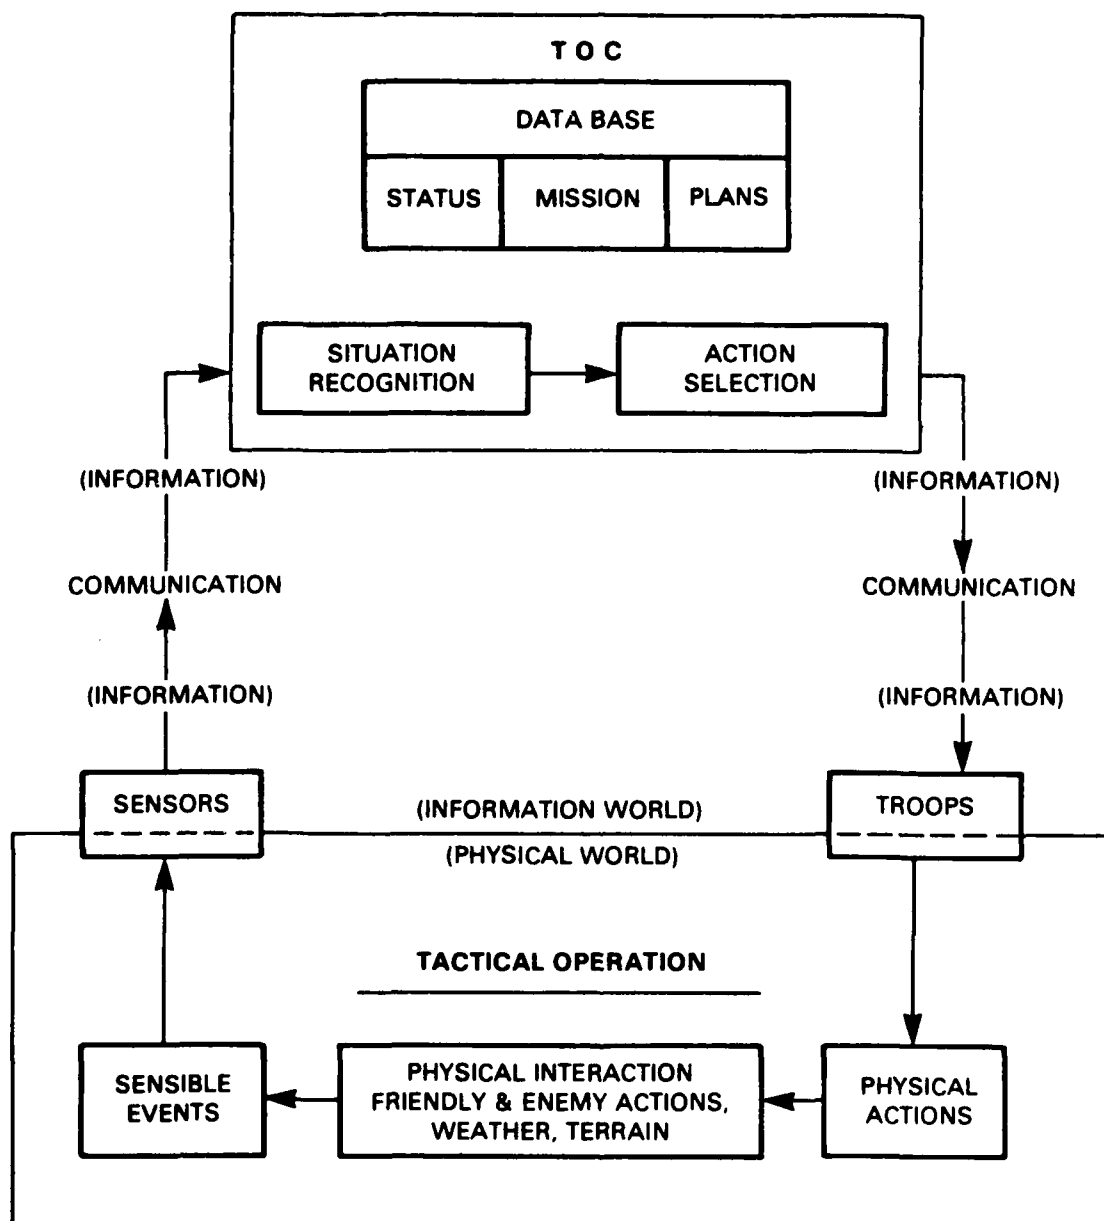 T O C
DATA BASE
STATUS
MISSION
PLANS
SITUATION
RECOGNITION
ACTION
SELECTION
(INFORMATION)
(INFORMATION)
COMMUNICATION
COMMUNICATION
(INFORMATION)
(INFORMATION)
SENSORS
(INFORMATION WORLD)
TROOPS
(PHYSICAL WORLD)
TACTICAL OPERATION
SENSIBLE
EVENTS
PHYSICAL INTERACTION
FRIENDLY & ENEMY ACTIONS,
WEATHER, TERRAIN
PHYSICAL
ACTIONS